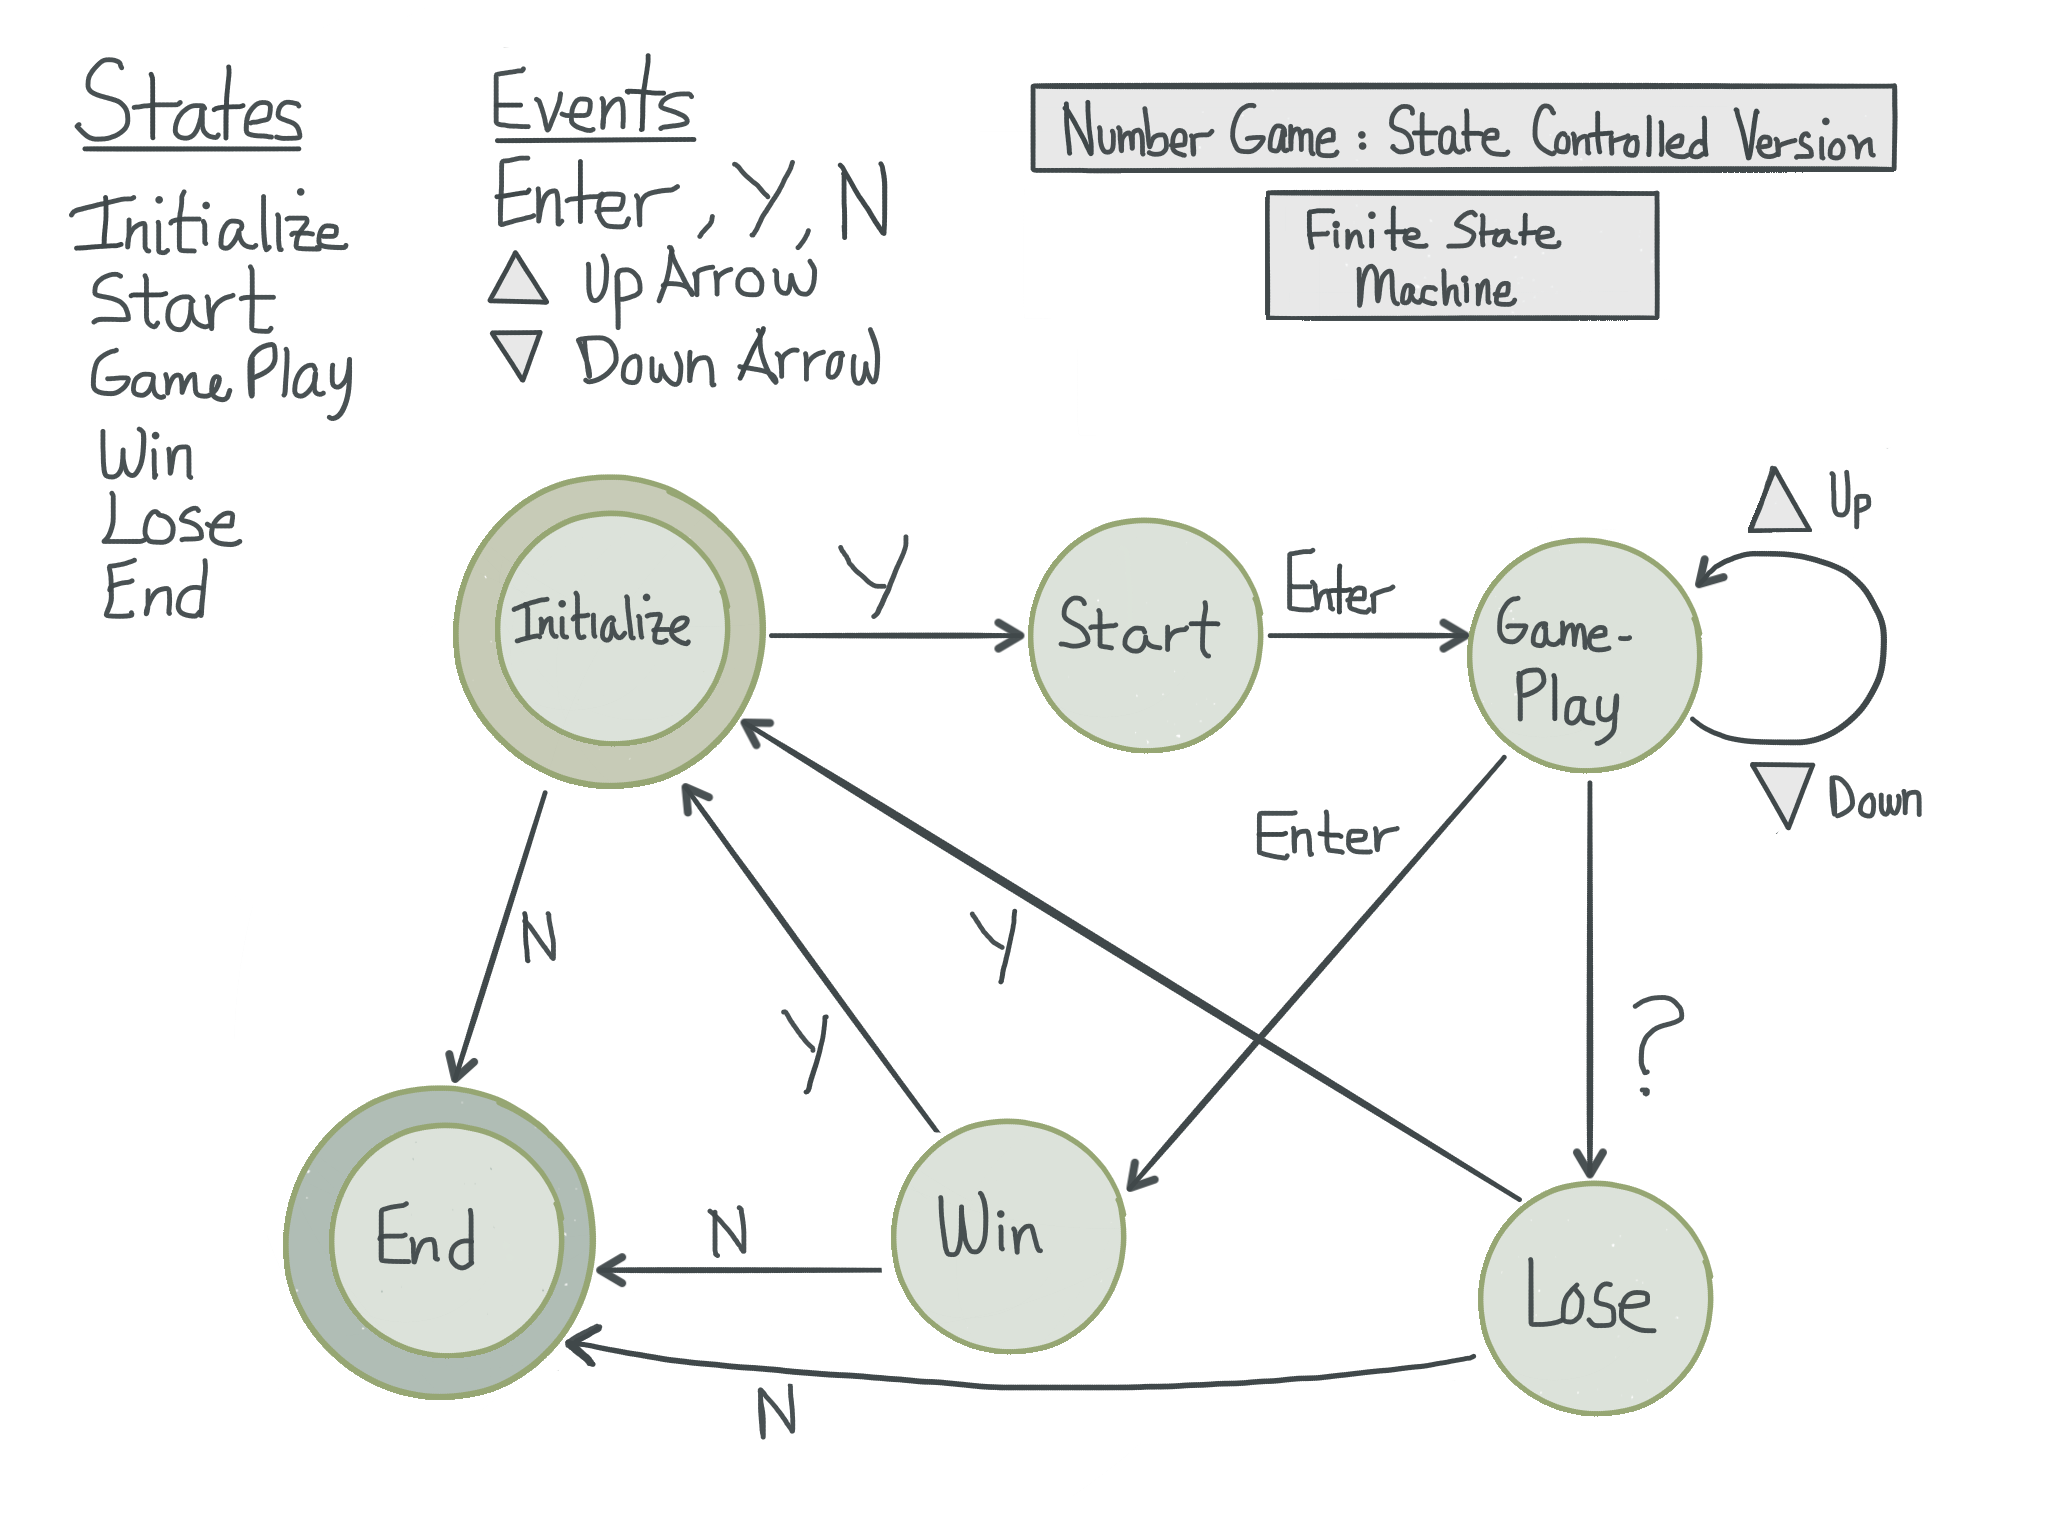 States
Initialize
Start
Game Play
Win
Lose
End
Events
Enter, Y, N
Up Arrow
Down Arrow
Number Game : State Controlled Version
Finite State
Machine
Initialize
Y
Start
Enter
Game-
Play
Up
Down
Enter
?
N
Y
Y
End
N
Win
Lose
N